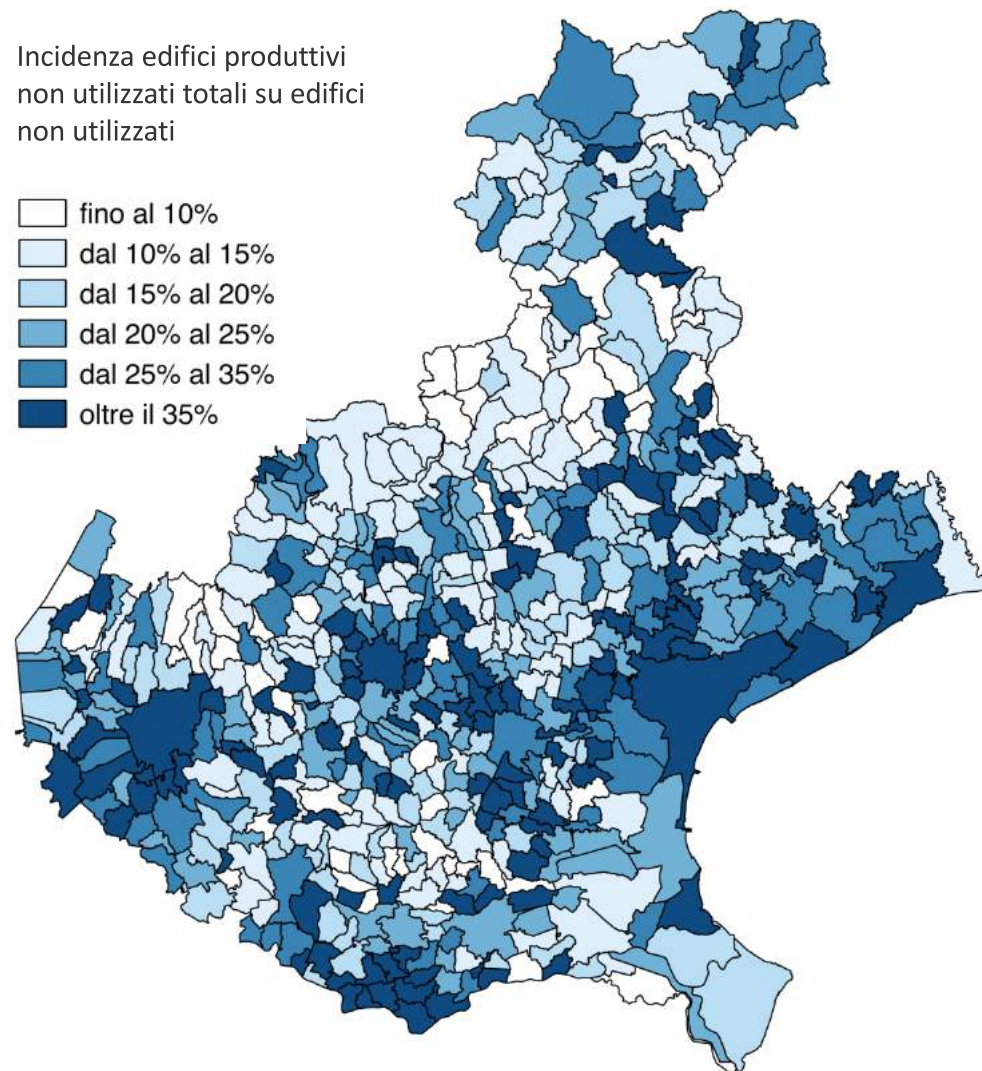 Incidenza edifici produttivi
non utilizzati totali su edifici
non utilizzati
fino al 10%
dal 10% al 15%
dal 15% al 20%
dal 20% al 25%
dal 25% al 35%
oltre il 35%